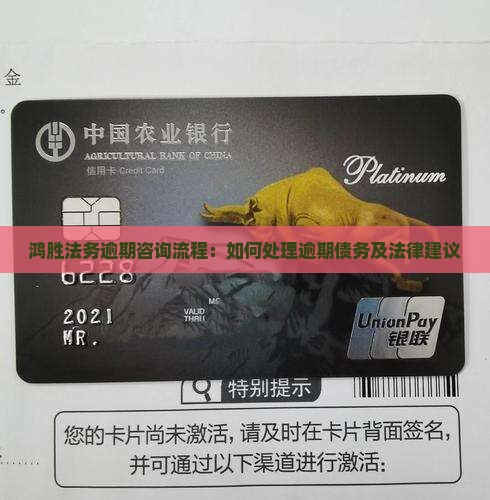 金
中国农业银行
AGRICULTURAL BANK OF CHINA
信用卡 Credit Card
Platinum
鸿胜法务逾期咨询流程：如何处理逾期债务及法律建议
6228
2021
VALID
THRU
MR.
UnionPay
银联
特别提示
您的卡片尚未激活，请及时在卡片背面签名，
并可通过以下渠道进行激活：